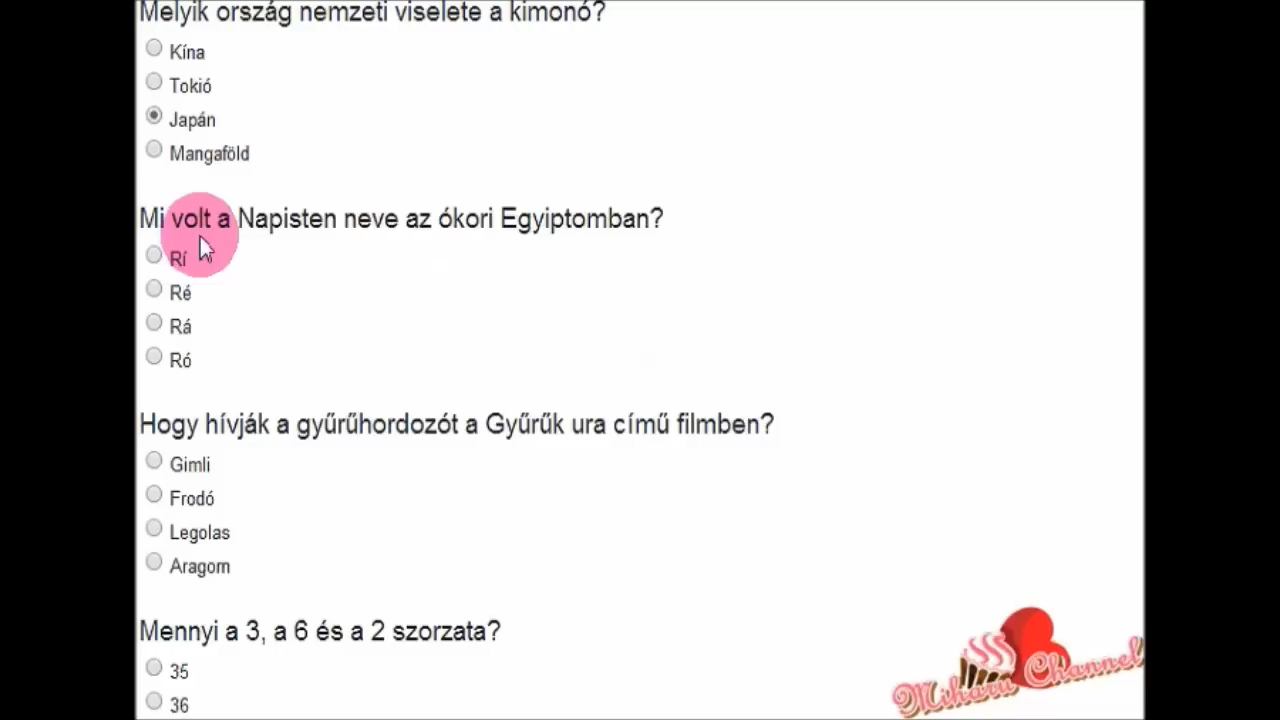 Melyik ország nemzeti viselete a kimonó?
Kína
Tokió
Japán
Mangaföld
Mi volt a Napisten neve az ókori Egyiptomban?
Rí
Ré
Rá
Ró
Hogy hívják a gyűrűhordozót a Gyűrűk ura című filmben?
Gimli
Frodó
Legolas
Aragorn
Mennyi a 3, a 6 és a 2 szorzata?
35
36
Miharu Channel